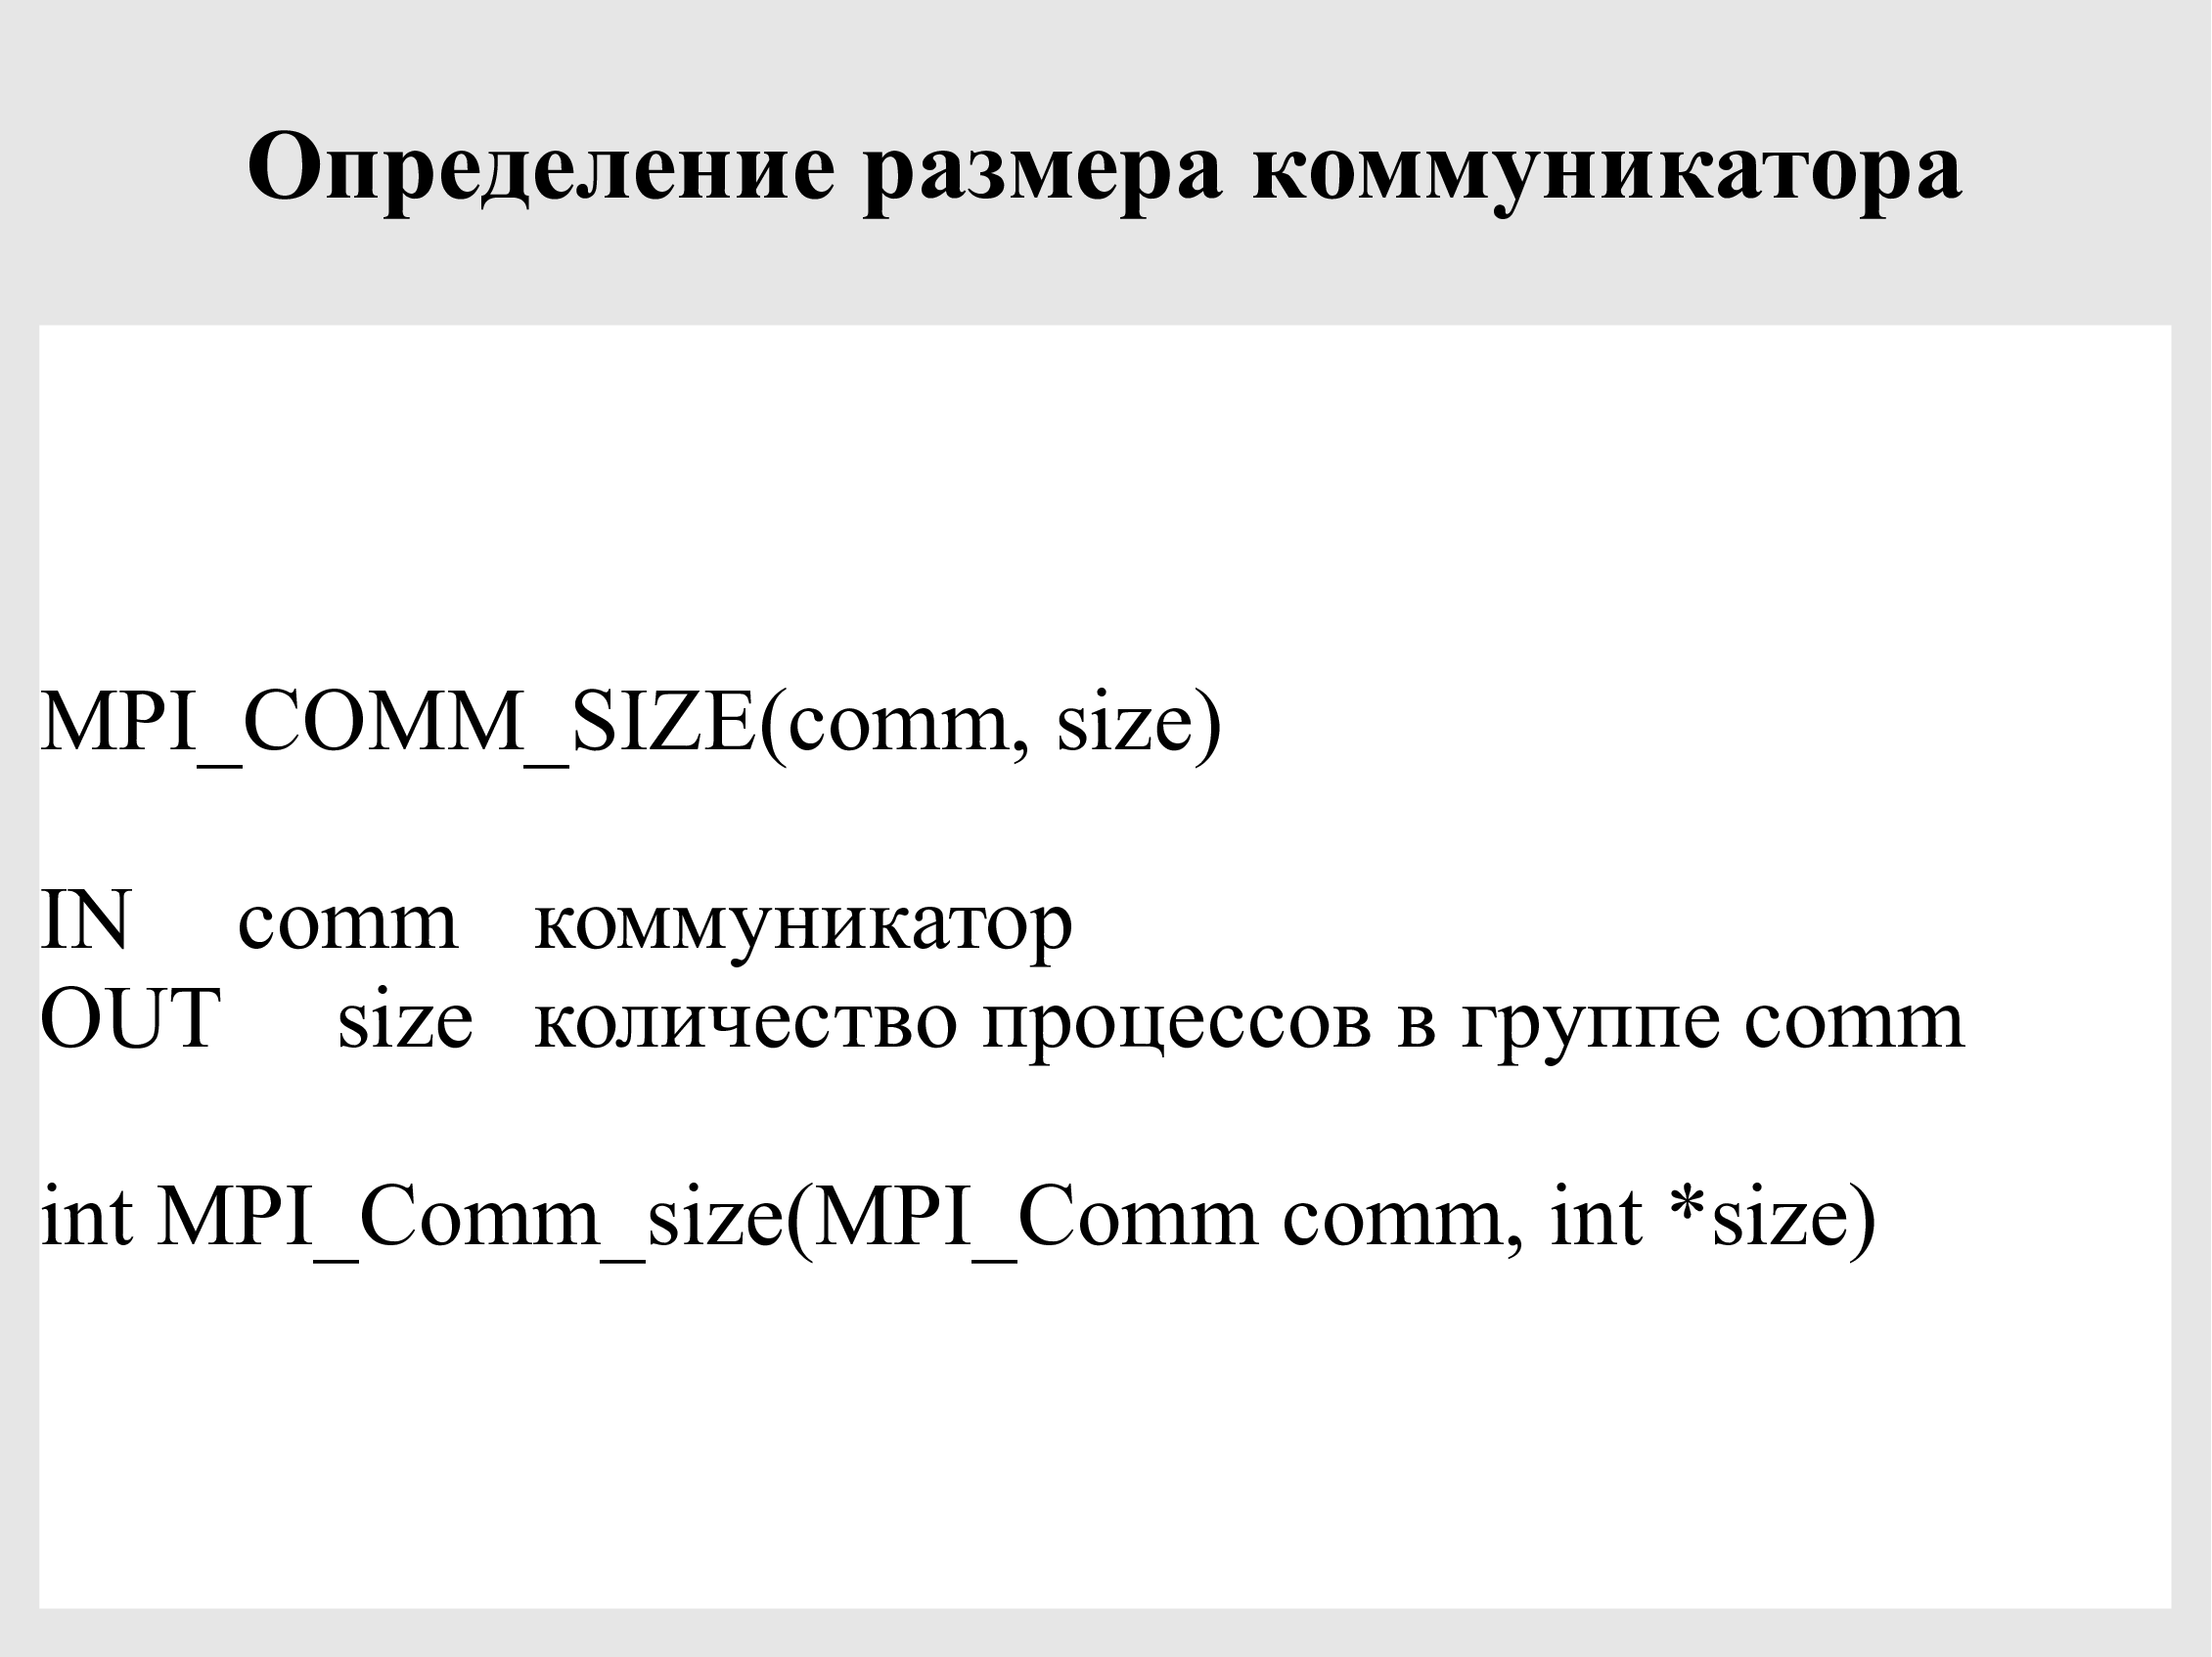 Определение размера коммуникатора
MPI_COMM_SIZE(comm, size)
IN comm коммуникатор
OUT size количество процессов в группе comm
int MPI_Comm_size(MPI_Comm comm, int *size)